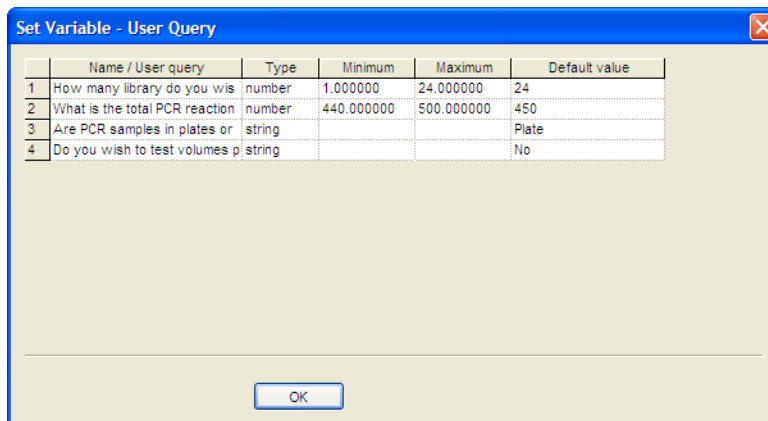 Set Variable - User Query
Name / User query Type Minimum Maximum Default value
1 How many library do you wis number 1.000000 24.000000 24
2 What is the total PCR reaction number 440.000000 500.000000 450
3 Are PCR samples in plates or string Plate
4 Do you wish to test volumes p string No
OK